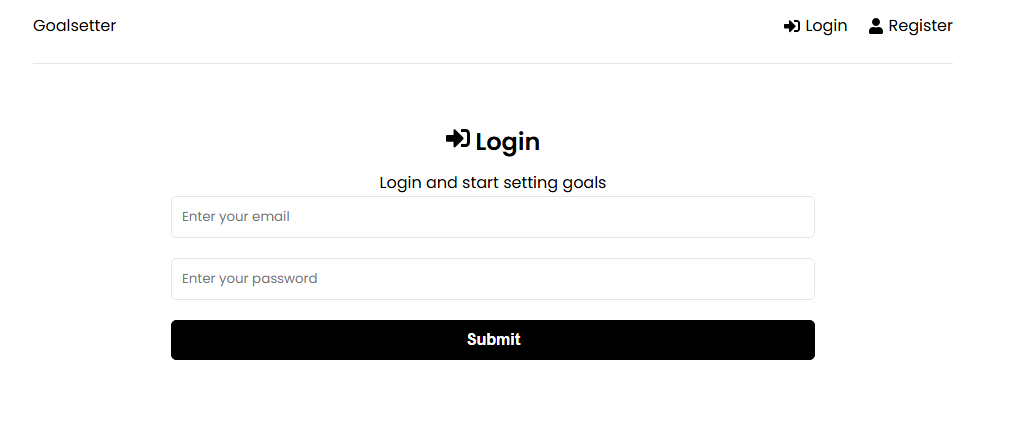 Goalsetter Login Register
Login
Login and start setting goals
Enter your email
Enter your password
Submit